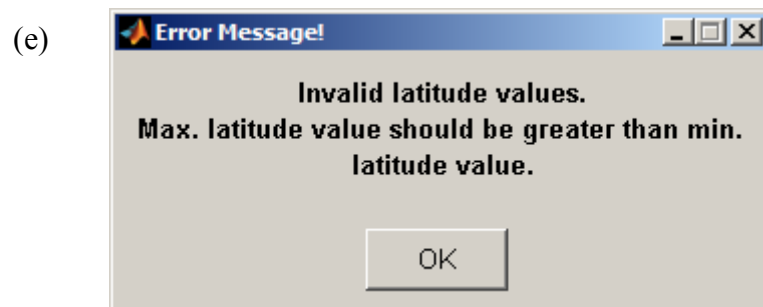 (e)
Error Message!
Invalid latitude values.
Max. latitude value should be greater than min.
latitude value.
OK